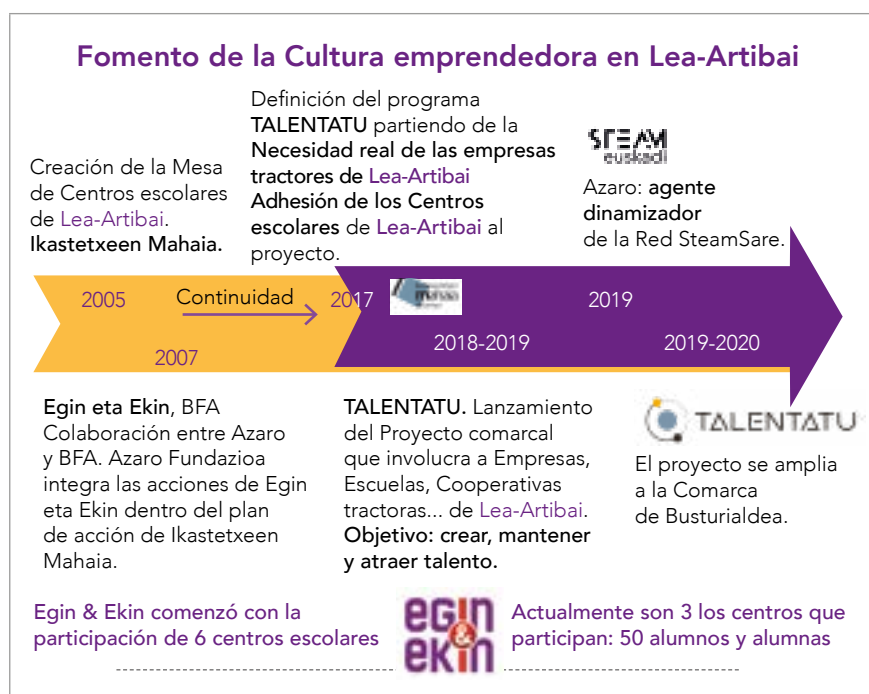 Fomento de la Cultura emprendedora en Lea-Artibai
Creación de la Mesa
de Centros escolares
de Lea-Artibai.
Ikastetxeen Mahaia.
Definición del programa
TALENTATU partiendo de la
Necesidad real de las empresas
tractores de Lea-Artibai
Adhesión de los Centros
escolares de Lea-Artibai al
proyecto.
STEAM
euskadi
Azaro: agente
dinamizador
de la Red SteamSare.
2005
Continuidad
2017
mahaia
2019
2007
2018-2019
2019-2020
Egin eta Ekin, BFA
Colaboración entre Azaro
y BFA. Azaro Fundazioa
integra las acciones de Egin
eta Ekin dentro del plan
de acción de Ikastetxeen
Mahaia.
TALENTATU. Lanzamiento
del Proyecto comarcal
que involucra a Empresas,
Escuelas, Cooperativas
tractoras... de Lea-Artibai.
Objetivo: crear, mantener
y atraer talento.
TALENTATU
El proyecto se amplia
a la Comarca
de Busturialdea.
Egin & Ekin comenzó con la
participación de 6 centros escolares
egin
&
ekin
Actualmente son 3 los centros que
participan: 50 alumnos y alumnas